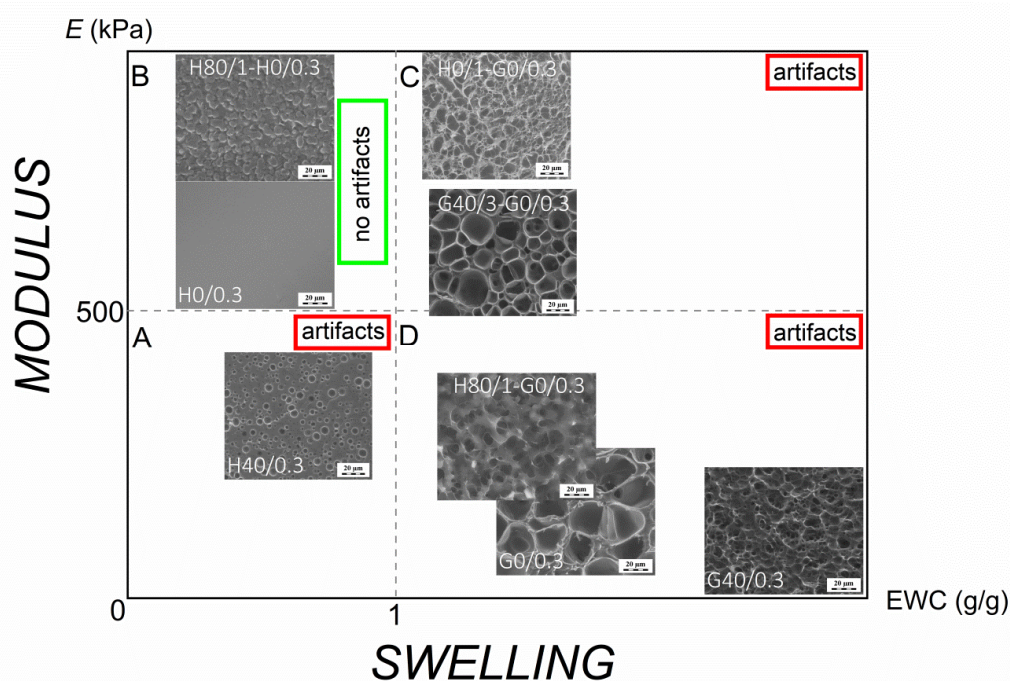 E (kPa)
B
H80/1-H0/0.3
20 μm
no artifacts
H0/0.3
20 μm
C
H0/1-G0/0.3
20 μm
G40/3-G0/0.3
20 μm
artifacts
MODULUS
500
A
artifacts
H40/0.3
20 μm
D
artifacts
H80/1-G0/0.3
20 μm
G0/0.3
20 μm
G40/0.3
20 μm
0
1
EWC (g/g)
SWELLING